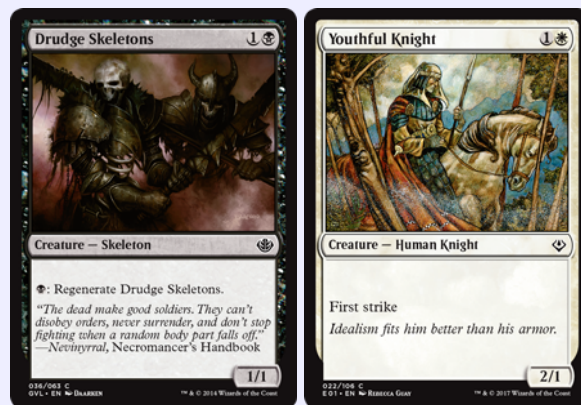 Drudge Skeletons 1
Creature — Skeleton
: Regenerate Drudge Skeletons.
"The dead make good soldiers. They can't
disobey orders, never surrender, and don't stop
fighting when a random body part falls off."
—Nevinyrral, Necromancer's Handbook
1/1
036/063 C
GVL • EN DAARKEN ™ & © 2014 Wizards of the Coast
Youthful Knight 1
Creature — Human Knight
First strike
Idealism fits him better than his armor.
2/1
022/106 C
E01 • EN REBECCA GUAY ™ & © 2017 Wizards of the Coast